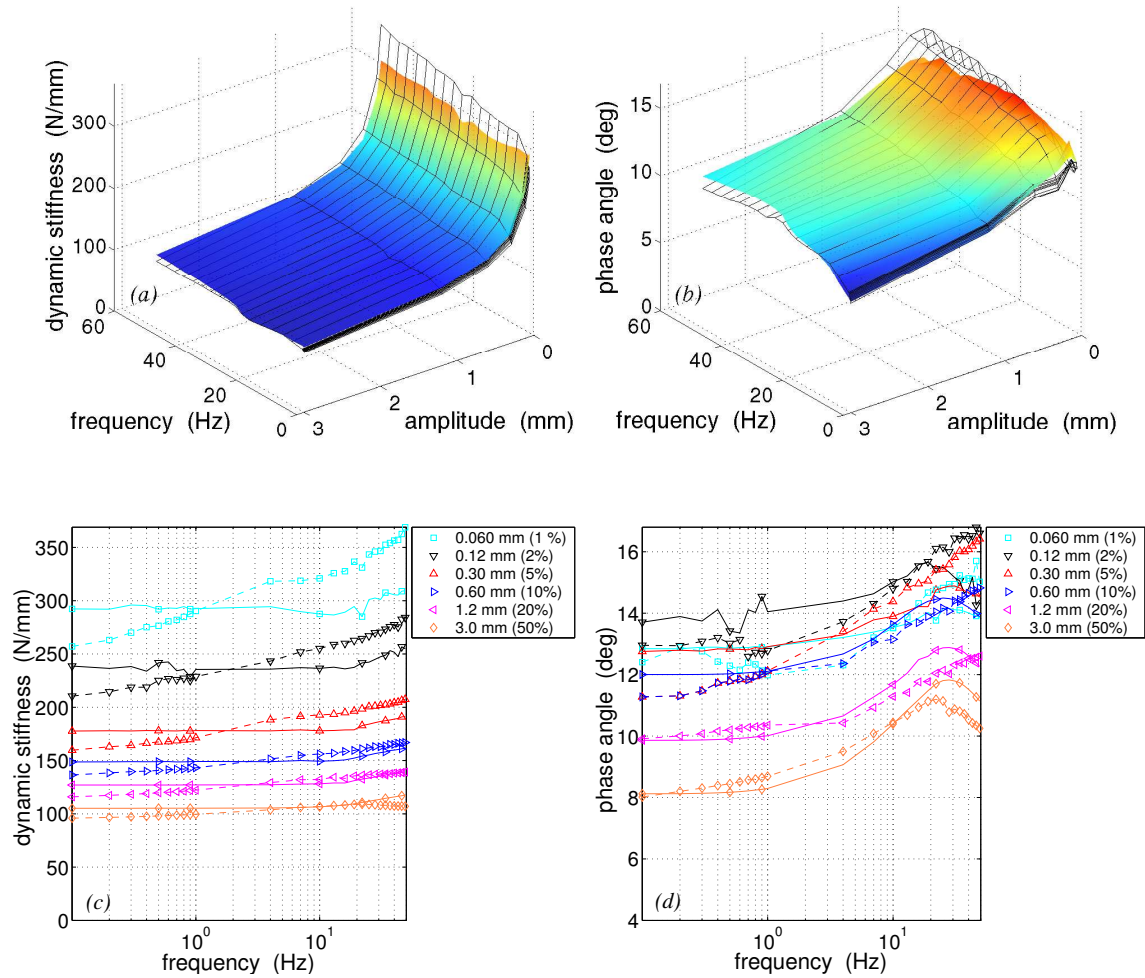 dynamic stiffness (N/mm)
300
200
100
0
60
40
20
0
3
2
1
0
frequency (Hz)
amplitude (mm)
(a)
phase angle (deg)
15
10
5
0
60
40
20
0
3
2
1
0
frequency (Hz)
amplitude (mm)
(b)
dynamic stiffness (N/mm)
350
300
250
200
150
100
50
0
10^0
10^1
frequency (Hz)
(c)
0.060 mm (1 %)
0.12 mm (2%)
0.30 mm (5%)
0.60 mm (10%)
1.2 mm (20%)
3.0 mm (50%)
phase angle (deg)
16
14
12
10
8
6
4
10^0
10^1
frequency (Hz)
(d)
0.060 mm (1%)
0.12 mm (2%)
0.30 mm (5%)
0.60 mm (10%)
1.2 mm (20%)
3.0 mm (50%)